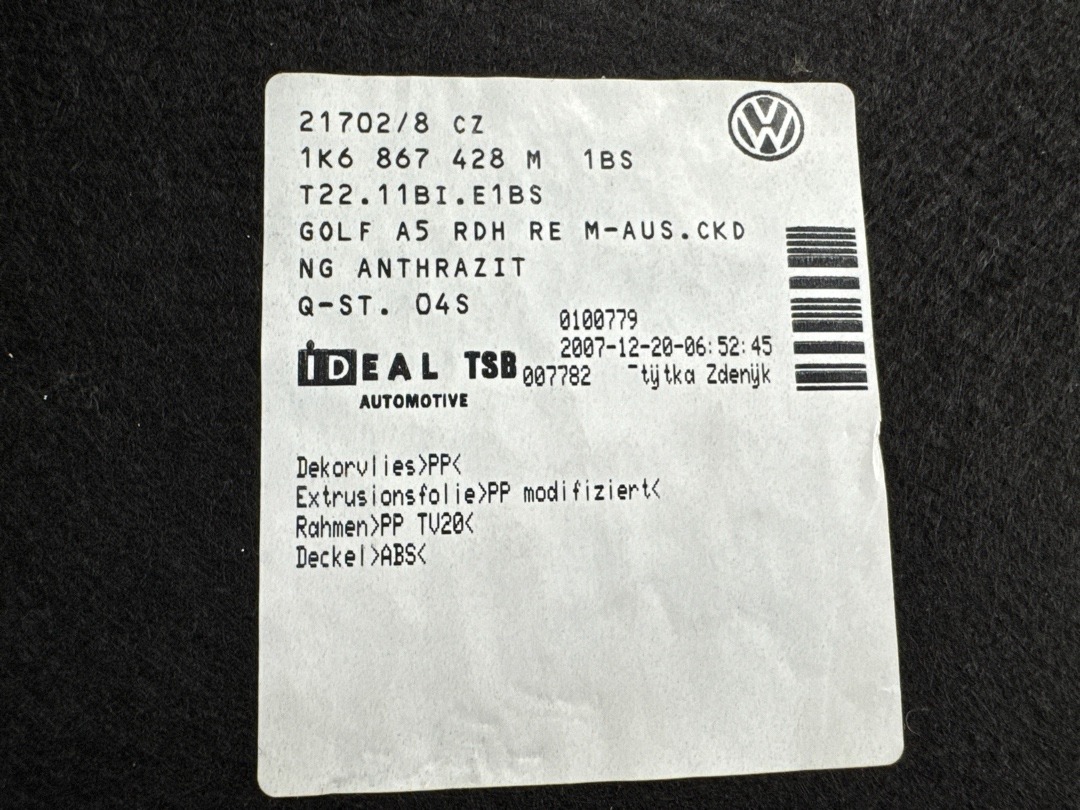 21702/8 CZ
1K6 867 428 M 1BS
T22.11BI.E1BS
GOLF A5 RDH RE M-AUS.CKD
NG ANTHRAZIT
Q-ST. 04S
0100779
2007-12-20-06:52:45
007782 ¯tÿtka Zdenÿk
IDEAL TSB
AUTOMOTIVE
Dekorvlies>PP<
Extrusionsfolie>PP modifiziert<
Rahmen>PP TV20<
Deckel>ABS<